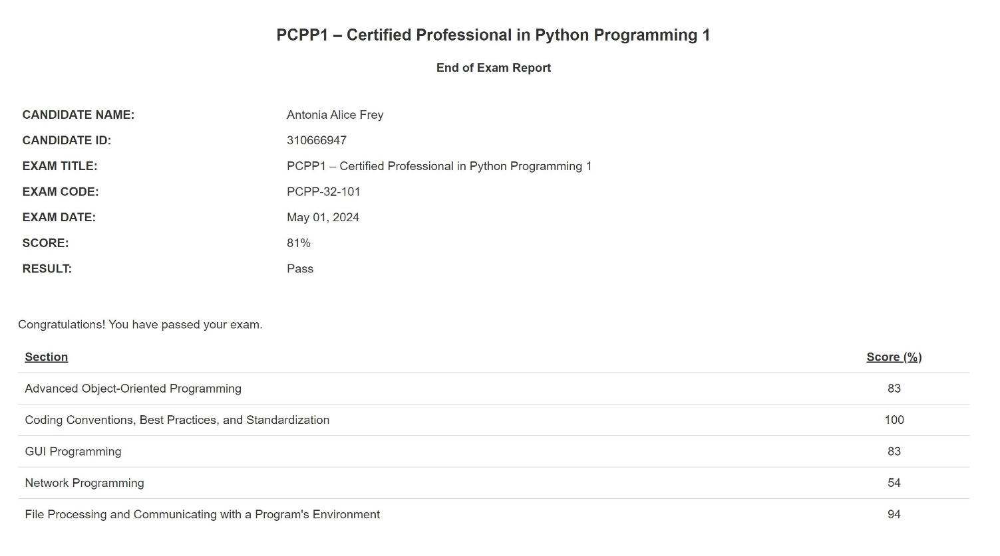 PCPP1 – Certified Professional in Python Programming 1
End of Exam Report
CANDIDATE NAME: Antonia Alice Frey
CANDIDATE ID: 310666947
EXAM TITLE: PCPP1 – Certified Professional in Python Programming 1
EXAM CODE: PCPP-32-101
EXAM DATE: May 01, 2024
SCORE: 81%
RESULT: Pass
Congratulations! You have passed your exam.
Section Score (%)
Advanced Object-Oriented Programming 83
Coding Conventions, Best Practices, and Standardization 100
GUI Programming 83
Network Programming 54
File Processing and Communicating with a Program's Environment 94